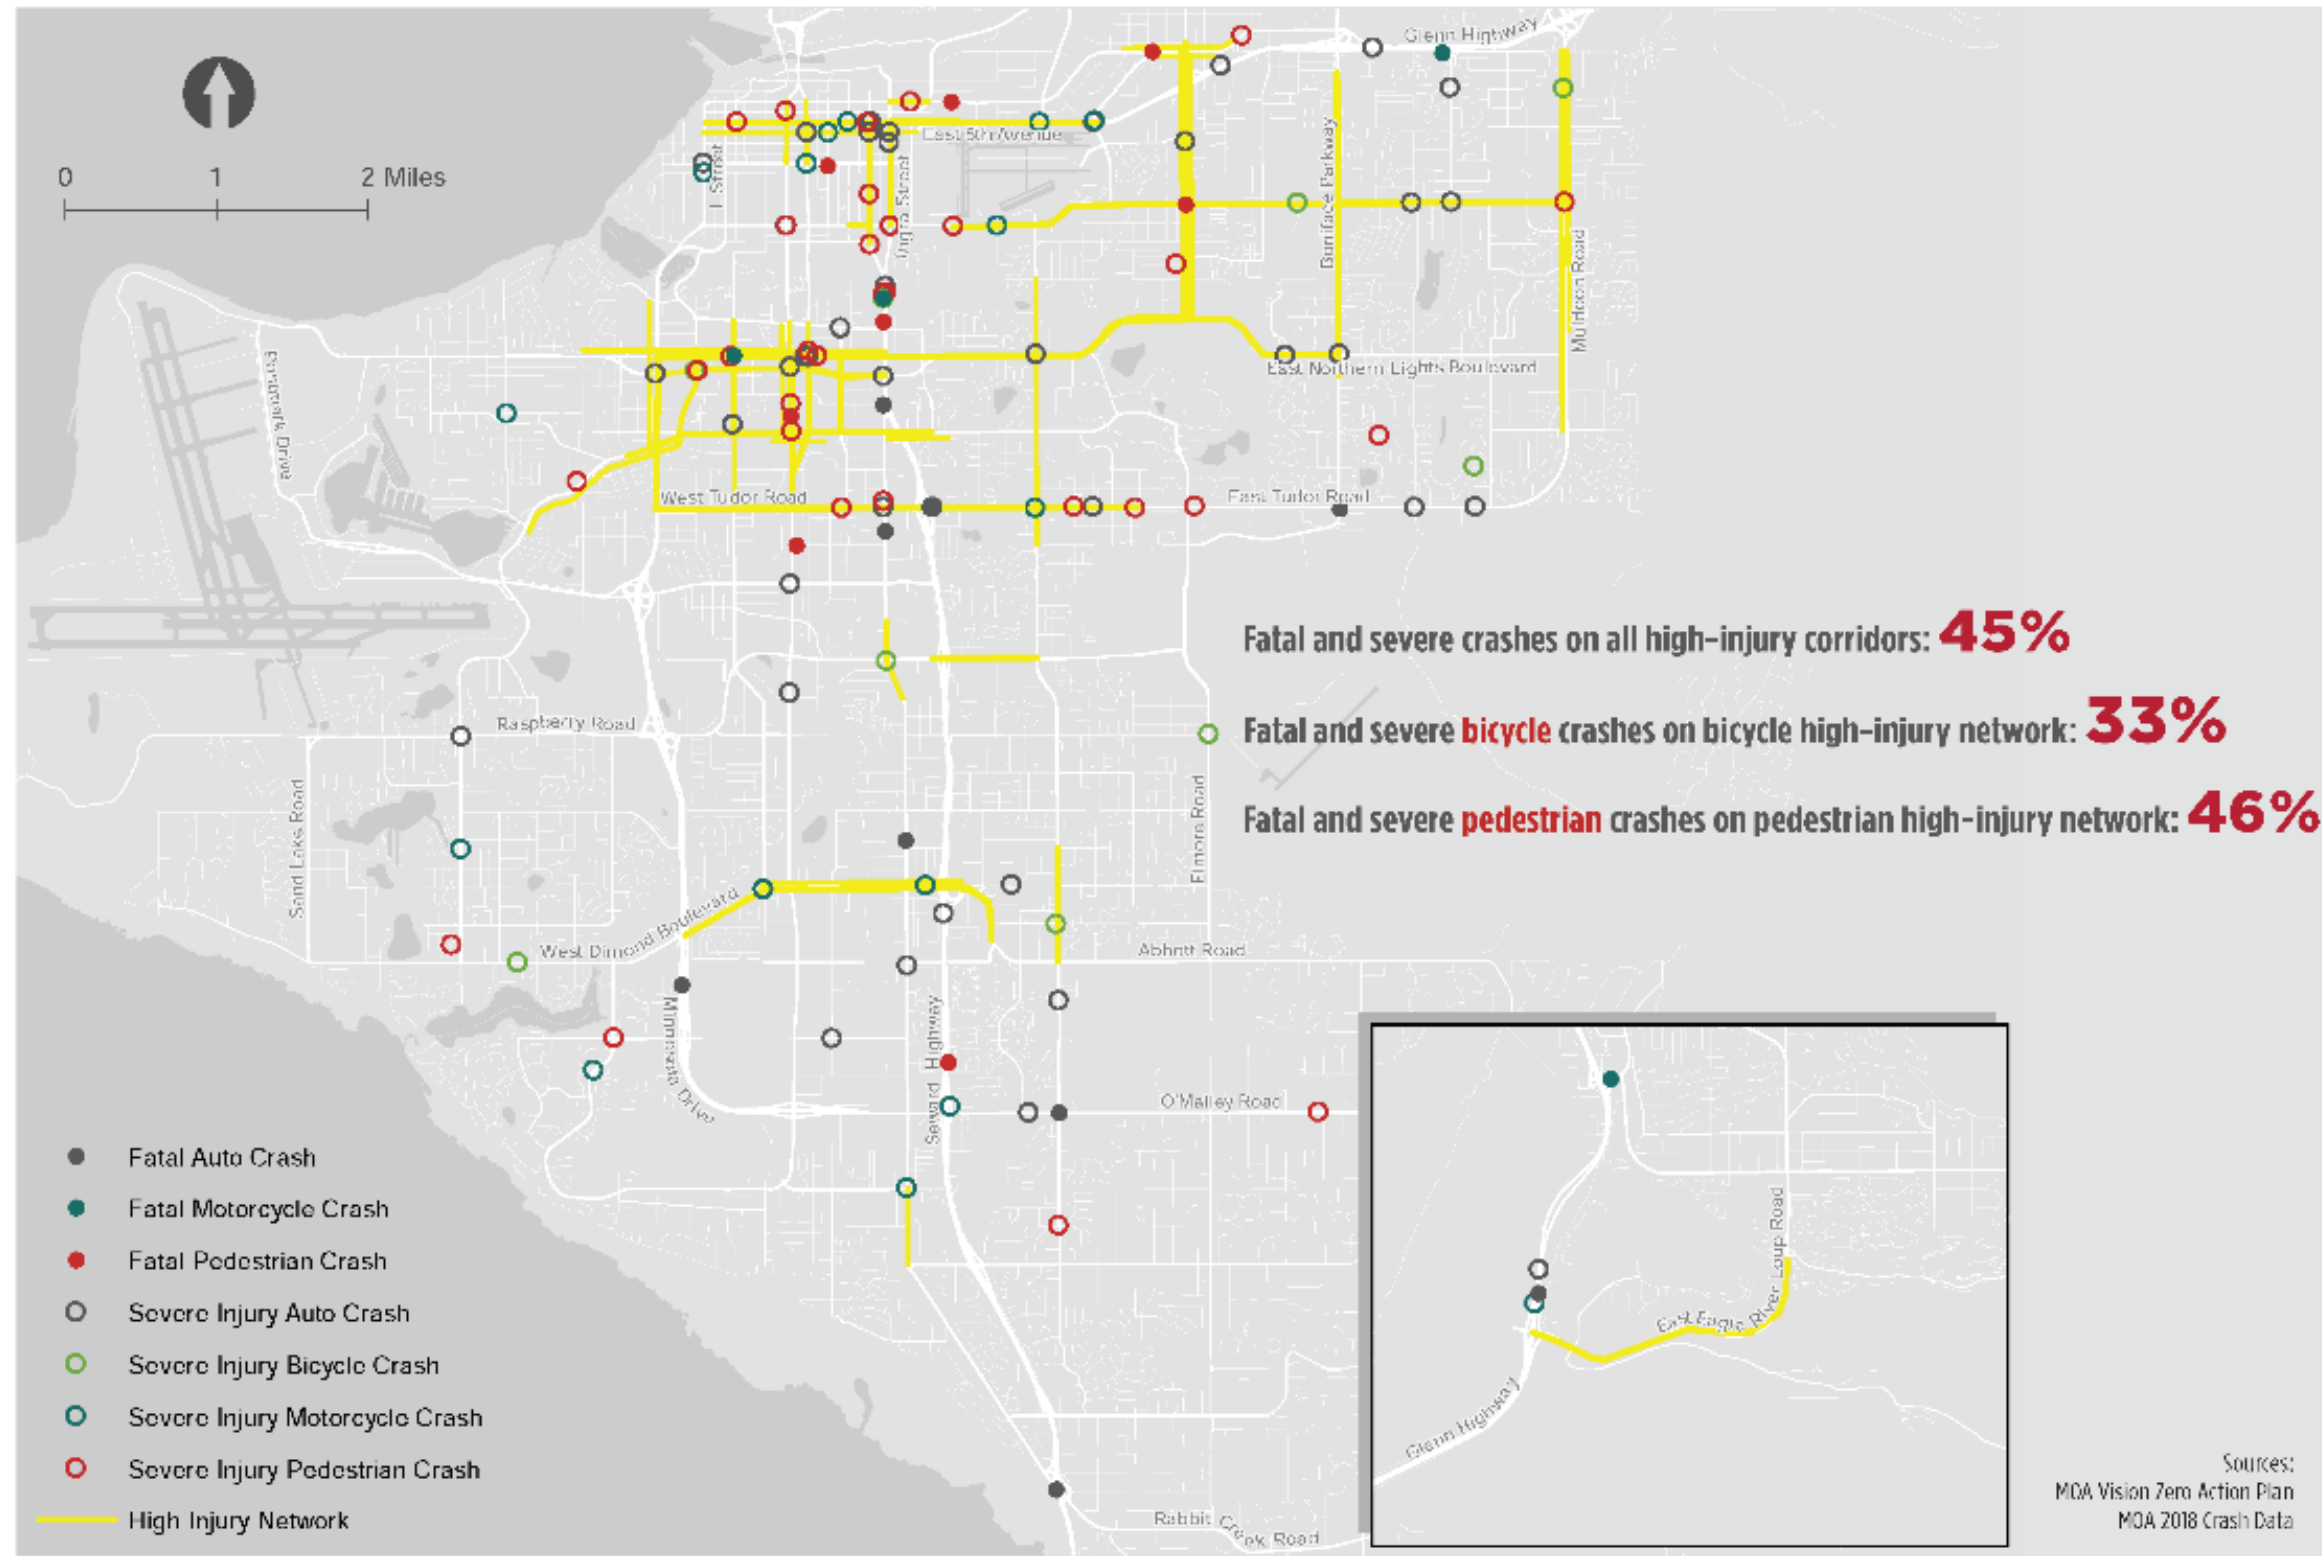 Glenn Highway
0 1 2 Miles
East 5th Avenue
Ingra Street
Boniface Parkway
Muldoon Road
East Northern Lights Boulevard
West Tudor Road
East Tudor Road
Fatal and severe crashes on all high-injury corridors: 45%
Raspberry Road
Fatal and severe bicycle crashes on bicycle high-injury network: 33%
Sand Lake Road
Elmore Road
Fatal and severe pedestrian crashes on pedestrian high-injury network: 46%
West Dimond Boulevard
Abbott Road
Minnesota Drive
Seward Highway
O'Malley Road
Fatal Auto Crash
Fatal Motorcycle Crash
Fatal Pedestrian Crash
Severe Injury Auto Crash
Severe Injury Bicycle Crash
Severe Injury Motorcycle Crash
Severe Injury Pedestrian Crash
High Injury Network
East Eagle River Loop Road
Glenn Highway
Rabbit Creek Road
Sources:
MOA Vision Zero Action Plan
MOA 2018 Crash Data